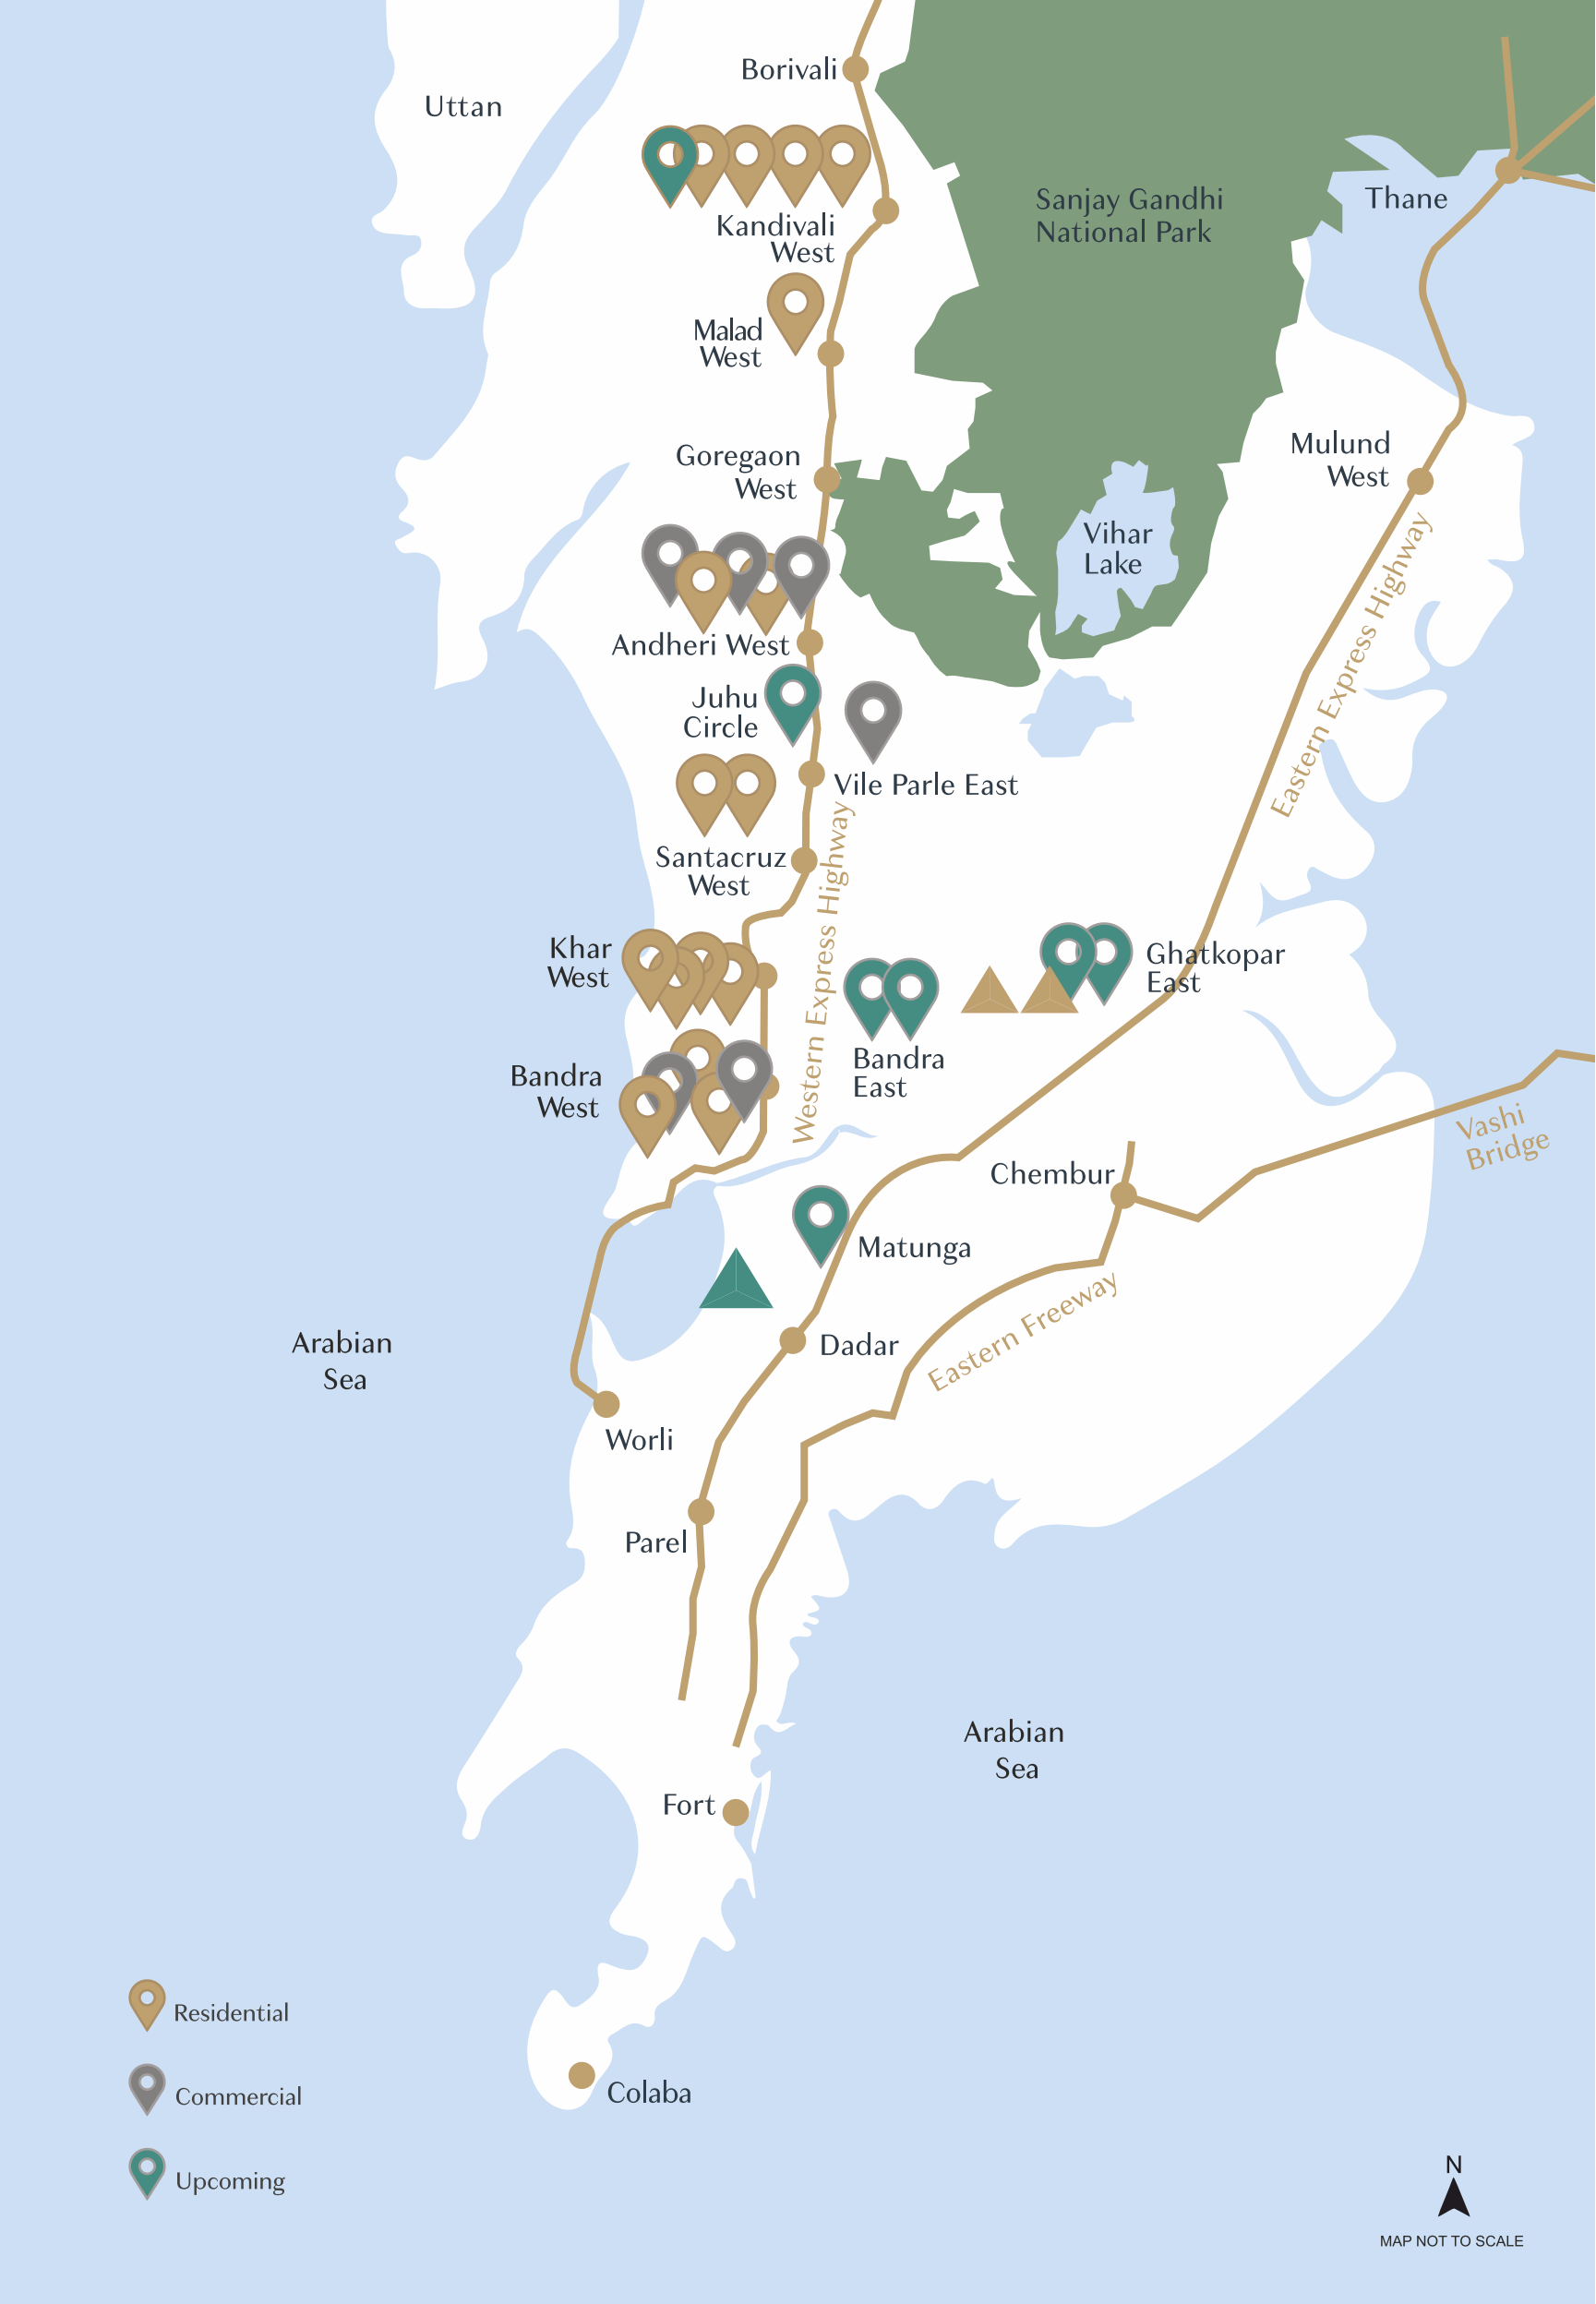 Borivali
Uttan
Sanjay Gandhi
National Park
Thane
Kandivali
West
Malad
West
Goregaon
West
Mulund
West
Vihar
Lake
Eastern Express Highway
Andheri West
Juhu
Circle
Vile Parle East
Santacruz
West
Western Express Highway
Khar
West
Ghatkopar
East
Bandra
East
Bandra
West
Vashi
Bridge
Chembur
Matunga
Eastern Freeway
Arabian
Sea
Dadar
Worli
Parel
Arabian
Sea
Fort
Colaba
Residential
Commercial
Upcoming
N
MAP NOT TO SCALE